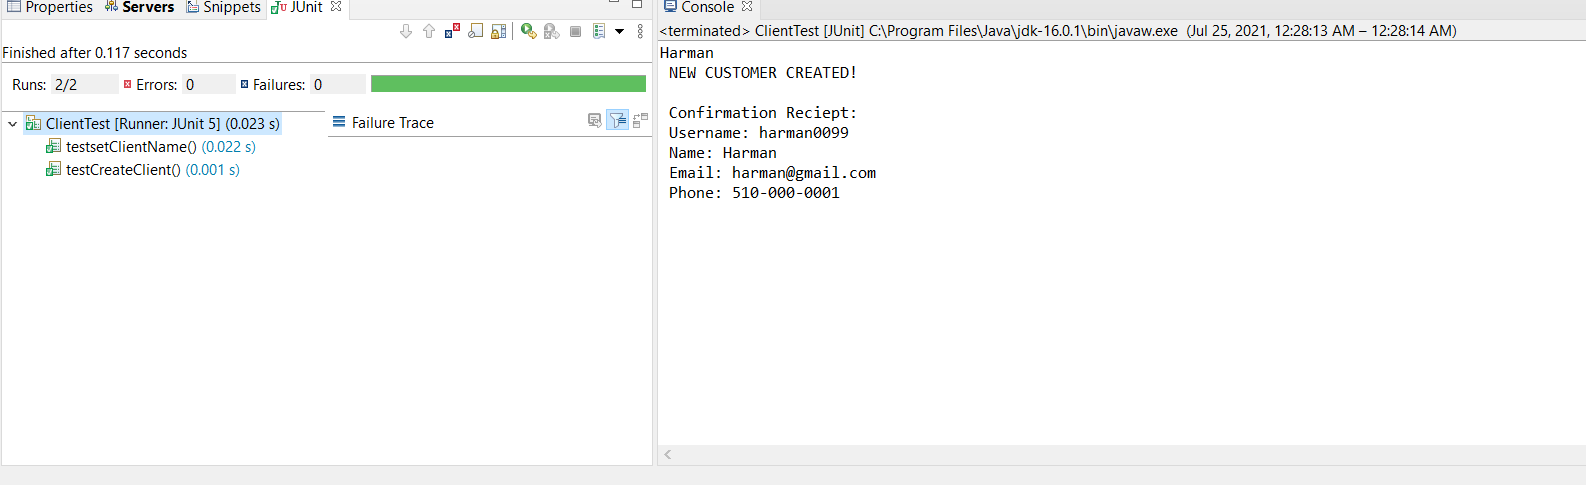 Properties Servers Snippets JUnit
Finished after 0.117 seconds
Runs: 2/2 Errors: 0 Failures: 0
ClientTest [Runner: JUnit 5] (0.023 s)
testsetClientName() (0.022 s)
testCreateClient() (0.001 s)
Failure Trace
Console
<terminated> ClientTest [JUnit] C:\Program Files\Java\jdk-16.0.1\bin\javaw.exe (Jul 25, 2021, 12:28:13 AM – 12:28:14 AM)
Harman
NEW CUSTOMER CREATED!
Confirmation Reciept:
Username: harman0099
Name: Harman
Email: harman@gmail.com
Phone: 510-000-0001